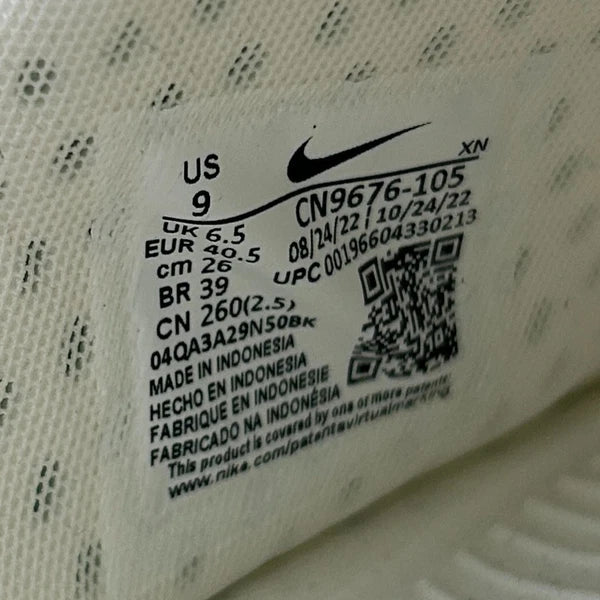 XN
US
9
UK 6.5
EUR 40.5
cm 26
BR 39
CN 260(2.5)
04QA3A29N50BK
CN9676-105
08/24/22 | 10/24/22
UPC 00196604330213
MADE IN INDONESIA
HECHO EN INDONESIA
FABRIQUE EN INDONESIE
FABRICADO NA INDONÉSIA
This product is covered by one or more patents.
www.nike.com/patentsvirtualmarking